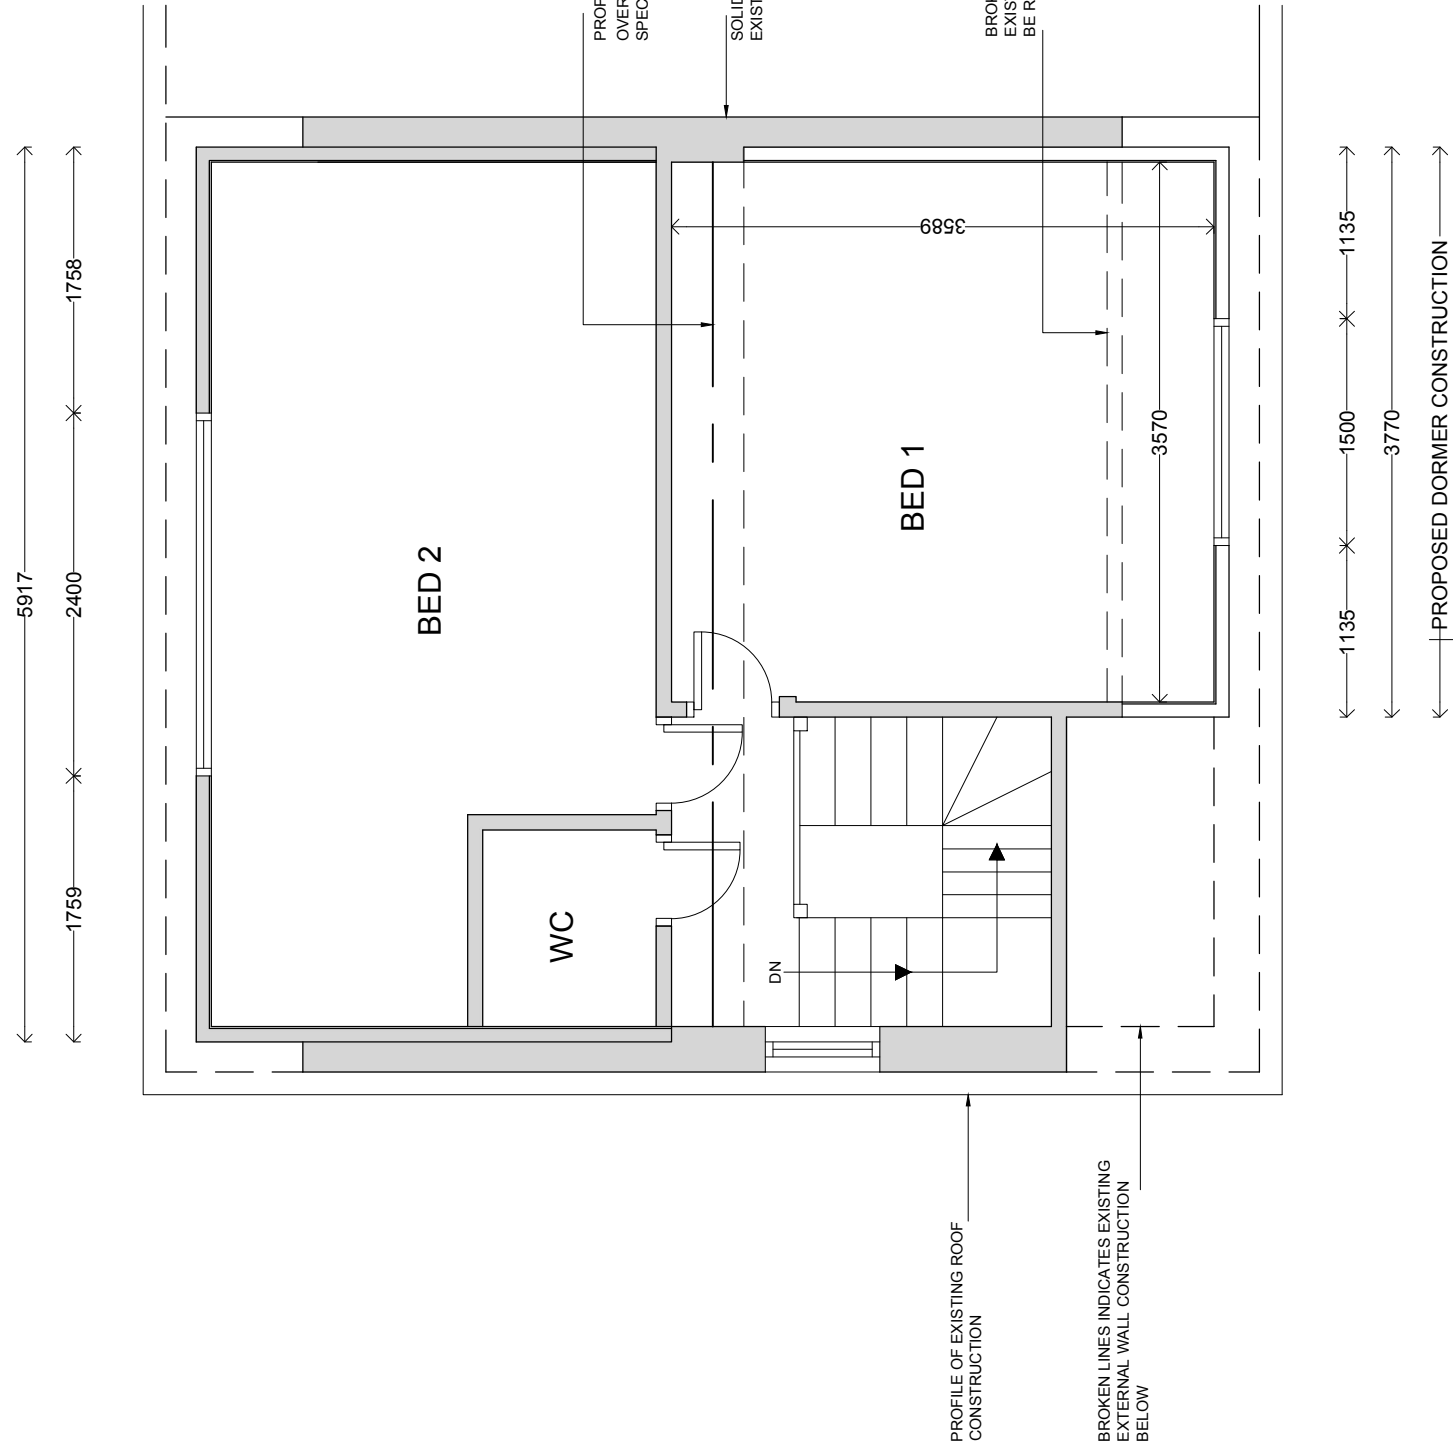 5917
1758
2400
1759
BED 2
WC
BED 1
DN
3589
3570
1135
1500
1135
3770
PROPOSED DORMER CONSTRUCTION
PROFILE OF EXISTING ROOF
CONSTRUCTION
BROKEN LINES INDICATES EXISTING
EXTERNAL WALL CONSTRUCTION
BELOW
OVER
SPEC
SOLID
EXIST
EXIS
BE R